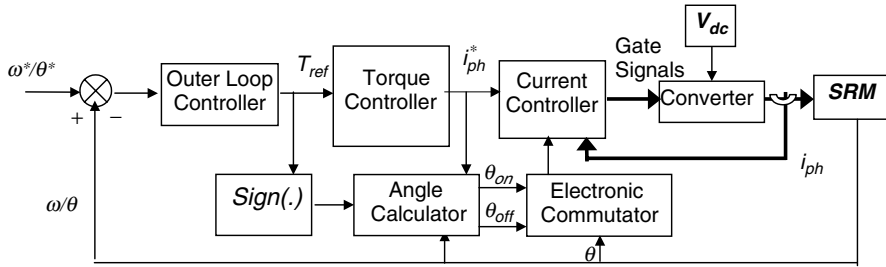 V_dc
ω*/θ*
+
−
Outer Loop
Controller
T_ref
Torque
Controller
i*_ph
Current
Controller
Gate
Signals
Converter
SRM
i_ph
ω/θ
Sign(.)
Angle
Calculator
θ_on
θ_off
Electronic
Commutator
θ